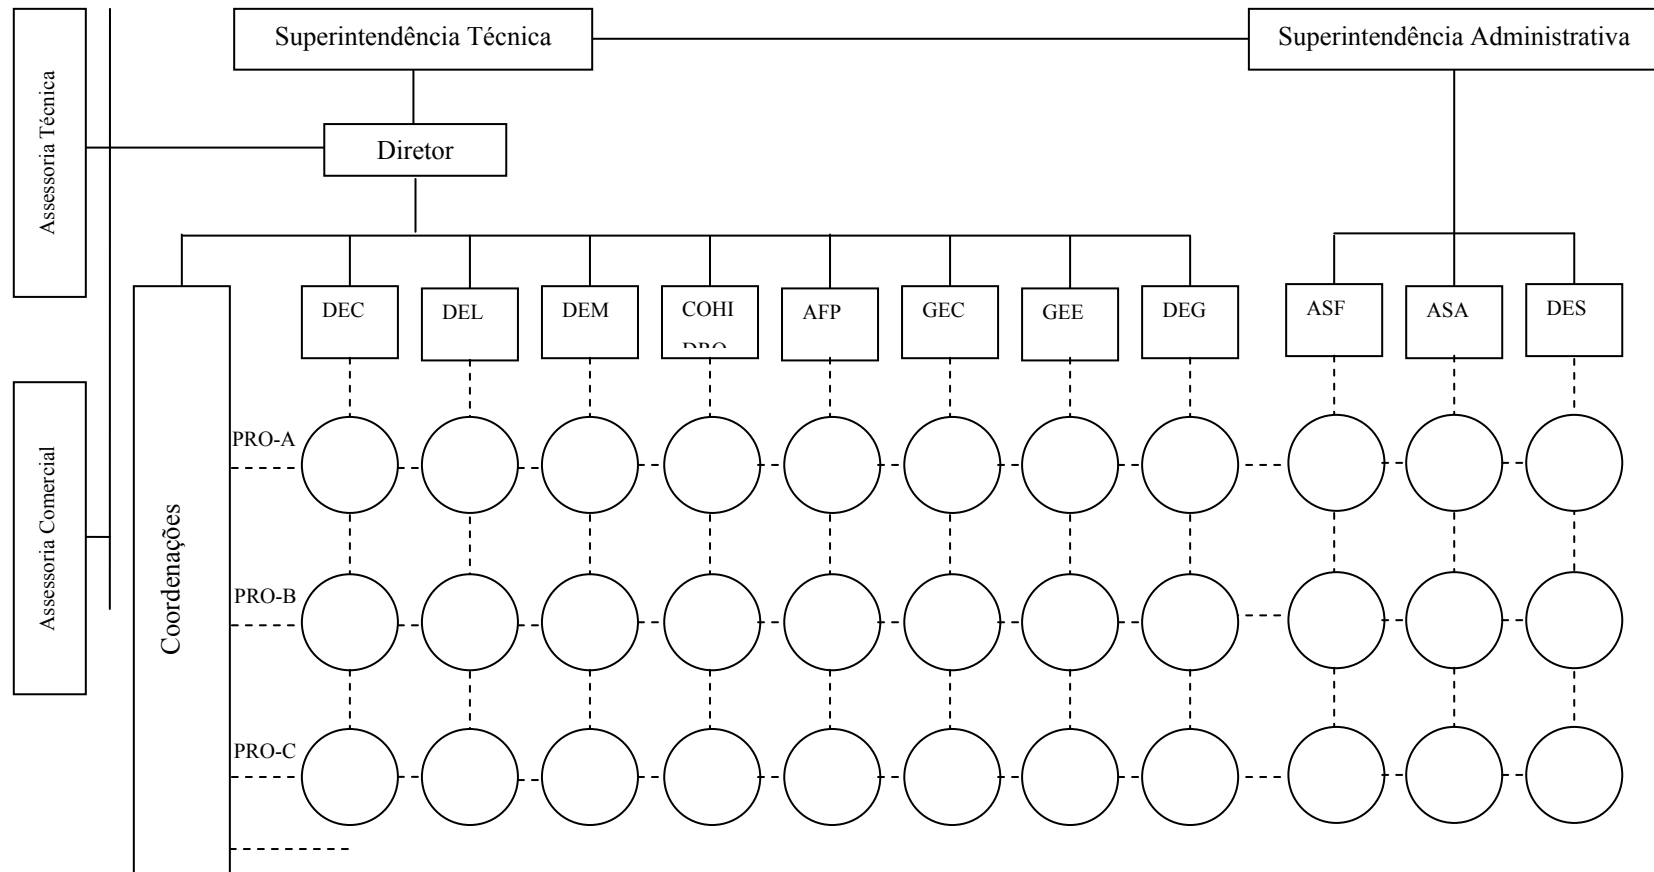 Superintendência Técnica
Superintendência Administrativa
Assessoria Técnica
Diretor
DEC
DEL
DEM
COHI
AFP
GEC
GEE
DEG
ASF
ASA
DES
Assessoria Comercial
Coordenações
PRO-A
PRO-B
PRO-C